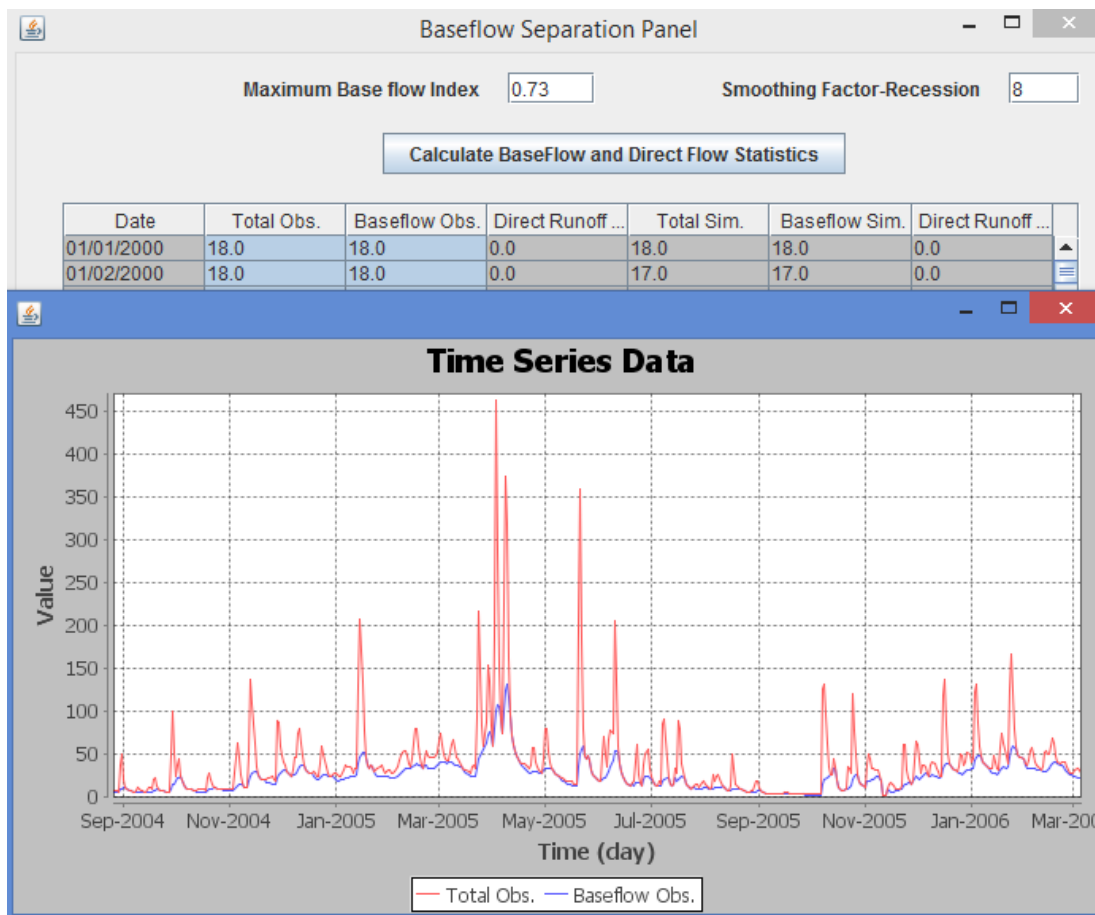 Baseflow Separation Panel
Maximum Base flow Index 0.73 Smoothing Factor-Recession 8
Calculate BaseFlow and Direct Flow Statistics
Date Total Obs. Baseflow Obs. Direct Runoff ... Total Sim. Baseflow Sim. Direct Runoff ...
01/01/2000 18.0 18.0 0.0 18.0 18.0 0.0
01/02/2000 18.0 18.0 0.0 17.0 17.0 0.0
Time Series Data
450
400
350
300
250
200
150
100
50
0
Value
Sep-2004 Nov-2004 Jan-2005 Mar-2005 May-2005 Jul-2005 Sep-2005 Nov-2005 Jan-2006 Mar-200
Time (day)
Total Obs. Baseflow Obs.